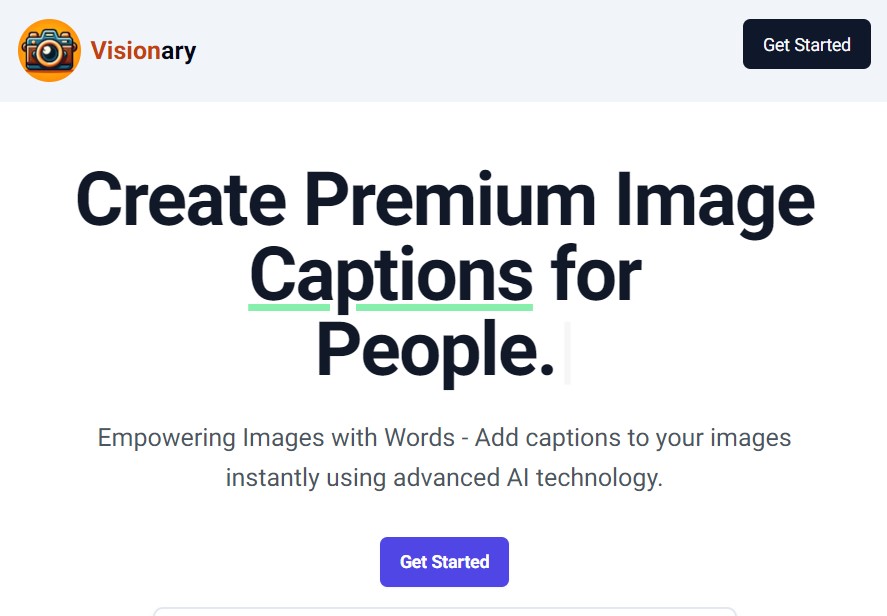 Visionary
Get Started
Create Premium Image
Captions for
People.
Empowering Images with Words - Add captions to your images
instantly using advanced AI technology.
Get Started